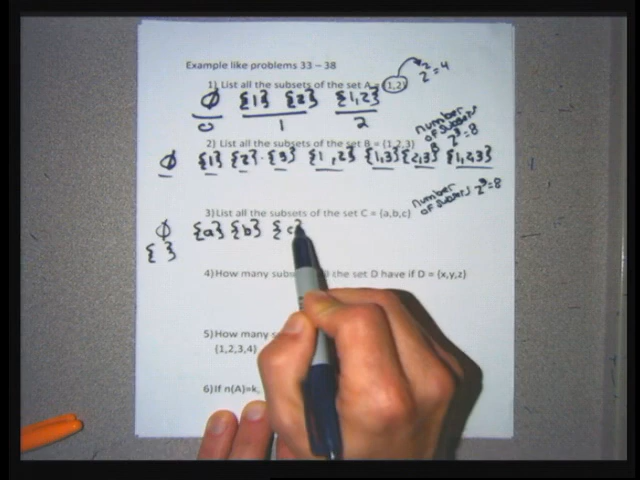 Example like problems 33 – 38
1) List all the subsets of the set A = {1,2} 2² = 4
∅ {1} {2} {1,2}
0 1 2
number of subsets
B 2³ = 8
2) List all the subsets of the set B = {1,2,3}
∅ {1} {2} {3} {1,2} {1,3} {2,3} {1,2,3}
number of subsets 2³ = 8
3) List all the subsets of the set C = {a,b,c}
∅ {a} {b} {c}
{ }
4) How many the set D have if D = {x,y,z}
5) How many
{1,2,3,4}
6) If n(A)=k,